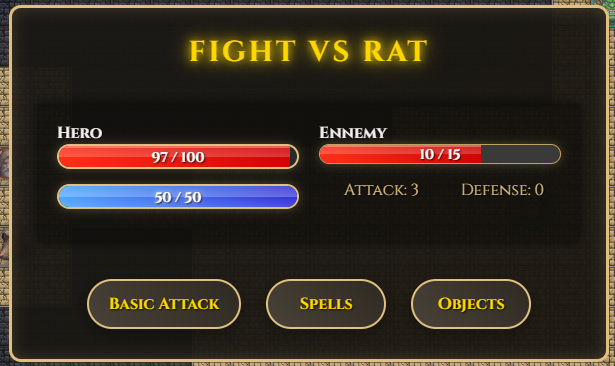 FIGHT VS RAT
HERO
97 / 100
50 / 50
ENNEMY
10 / 15
ATTACK: 3 DEFENSE: 0
BASIC ATTACK
SPELLS
OBJECTS